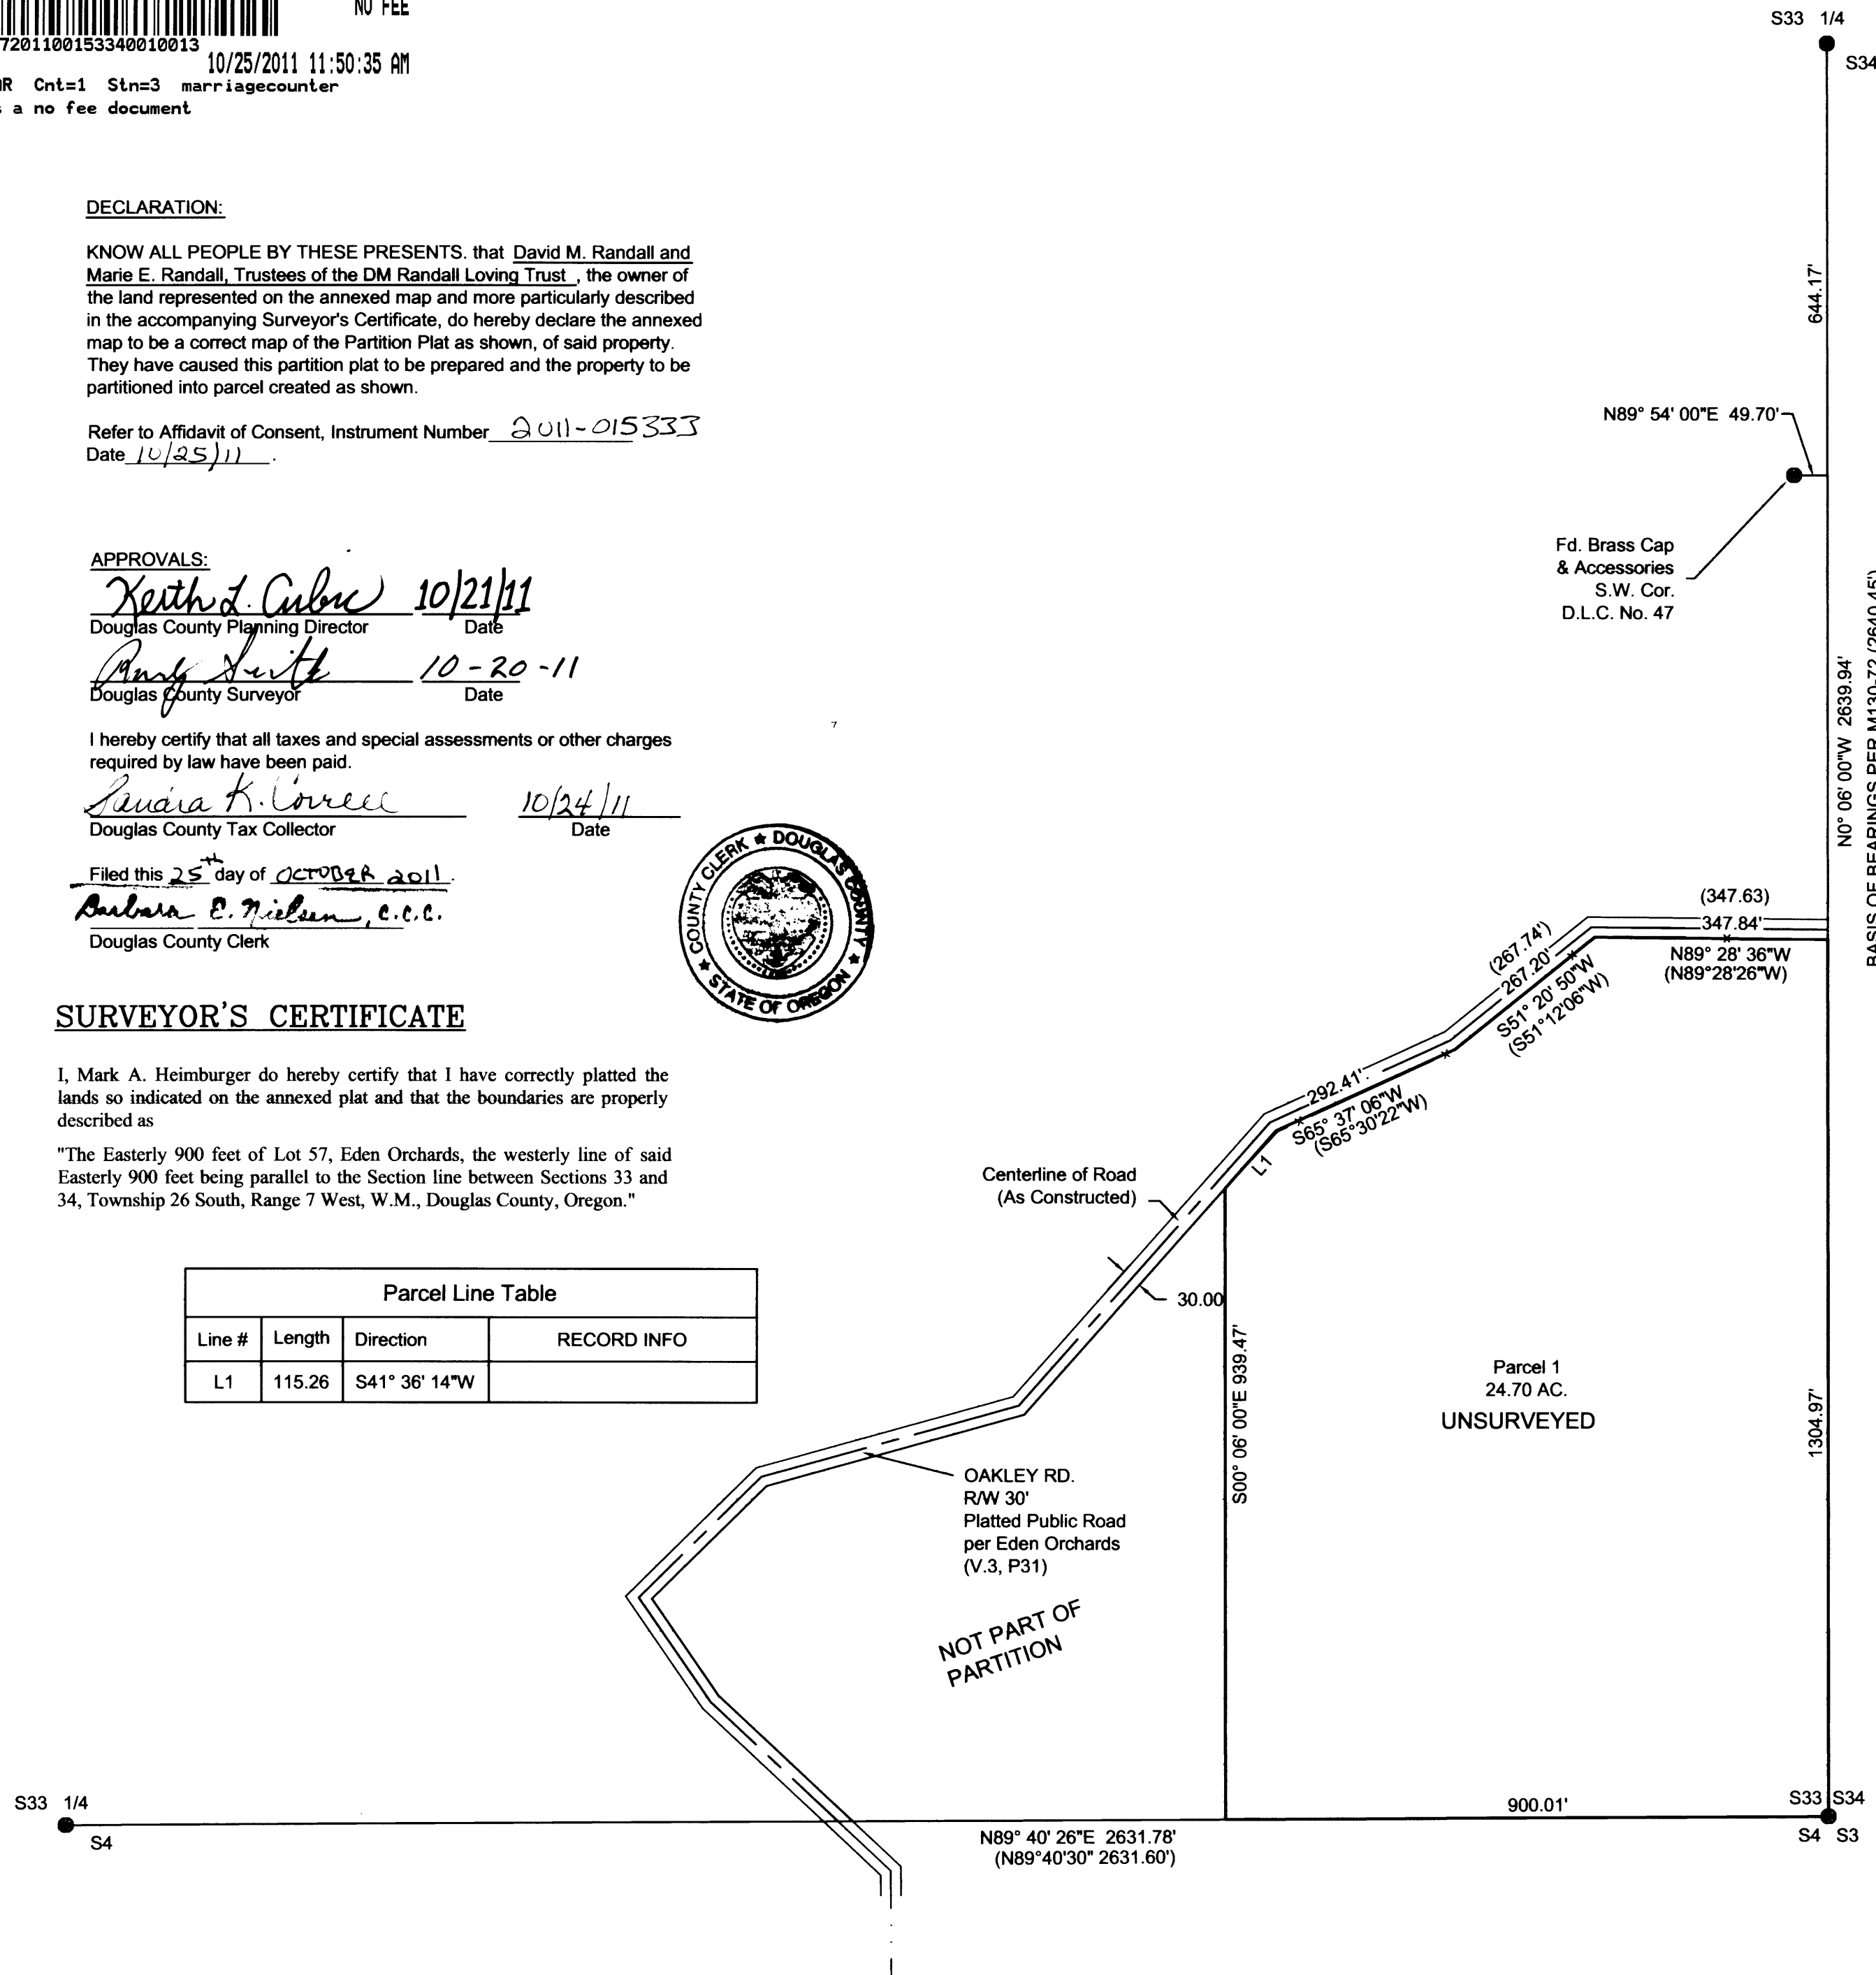 NO FEE
7201100153340010013
10/25/2011 11:50:35 AM
Cnt=1 Stn=3 marriagecounter
a no fee document
DECLARATION:
KNOW ALL PEOPLE BY THESE PRESENTS. that David M. Randall and
Marie E. Randall, Trustees of the DM Randall Loving Trust , the owner of
the land represented on the annexed map and more particularly described
in the accompanying Surveyor's Certificate, do hereby declare the annexed
map to be a correct map of the Partition Plat as shown, of said property.
They have caused this partition plat to be prepared and the property to be
partitioned into parcel created as shown.
Refer to Affidavit of Consent, Instrument Number 2011-015333
Date 10/25/11 .
APPROVALS:
Keith L. Cubic 10/21/11
Douglas County Planning Director Date
10-20-11
Douglas County Surveyor Date
I hereby certify that all taxes and special assessments or other charges
required by law have been paid.
Sandra K. Correll 10/24/11
Douglas County Tax Collector Date
Filed this 25th day of OCTOBER 2011.
Barbara E. Nielsen, C.C.C.
Douglas County Clerk
COUNTY CLERK ★ DOUGLAS COUNTY ★ STATE OF OREGON ★
SURVEYOR'S CERTIFICATE
I, Mark A. Heimburger do hereby certify that I have correctly platted the
lands so indicated on the annexed plat and that the boundaries are properly
described as
"The Easterly 900 feet of Lot 57, Eden Orchards, the westerly line of said
Easterly 900 feet being parallel to the Section line between Sections 33 and
34, Township 26 South, Range 7 West, W.M., Douglas County, Oregon."
Parcel Line Table
Line # Length Direction RECORD INFO
L1 115.26 S41° 36' 14"W
S33 1/4
S34
644.17'
N89° 54' 00"E 49.70'
Fd. Brass Cap
& Accessories
S.W. Cor.
D.L.C. No. 47
N0° 06' 00"W 2639.94'
BASIS OF BEARINGS PER M130-72 (2640.45')
(347.63)
347.84'
N89° 28' 36"W
(N89°28'26"W)
(267.74')
267.20'
S51° 20' 50"W
(S51°12'06"W)
292.41'
S65° 37' 06"W
(S65°30'22"W)
L1
Centerline of Road
(As Constructed)
30.00
S00° 06' 00"E 939.47'
Parcel 1
24.70 AC.
UNSURVEYED
1304.97'
OAKLEY RD.
R/W 30'
Platted Public Road
per Eden Orchards
(V.3, P31)
NOT PART OF
PARTITION
S33 1/4
S4
900.01'
N89° 40' 26"E 2631.78'
(N89°40'30" 2631.60')
S33 S34
S4 S3